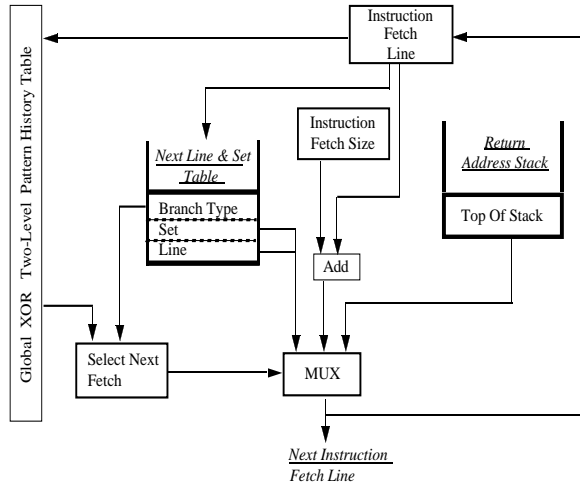 Global XOR Two-Level Pattern History Table
Instruction
Fetch
Line
Next Line & Set
Table
Instruction
Fetch Size
Return
Address Stack
Branch Type
Set
Line
Top Of Stack
Add
Select Next
Fetch
MUX
Next Instruction
Fetch Line